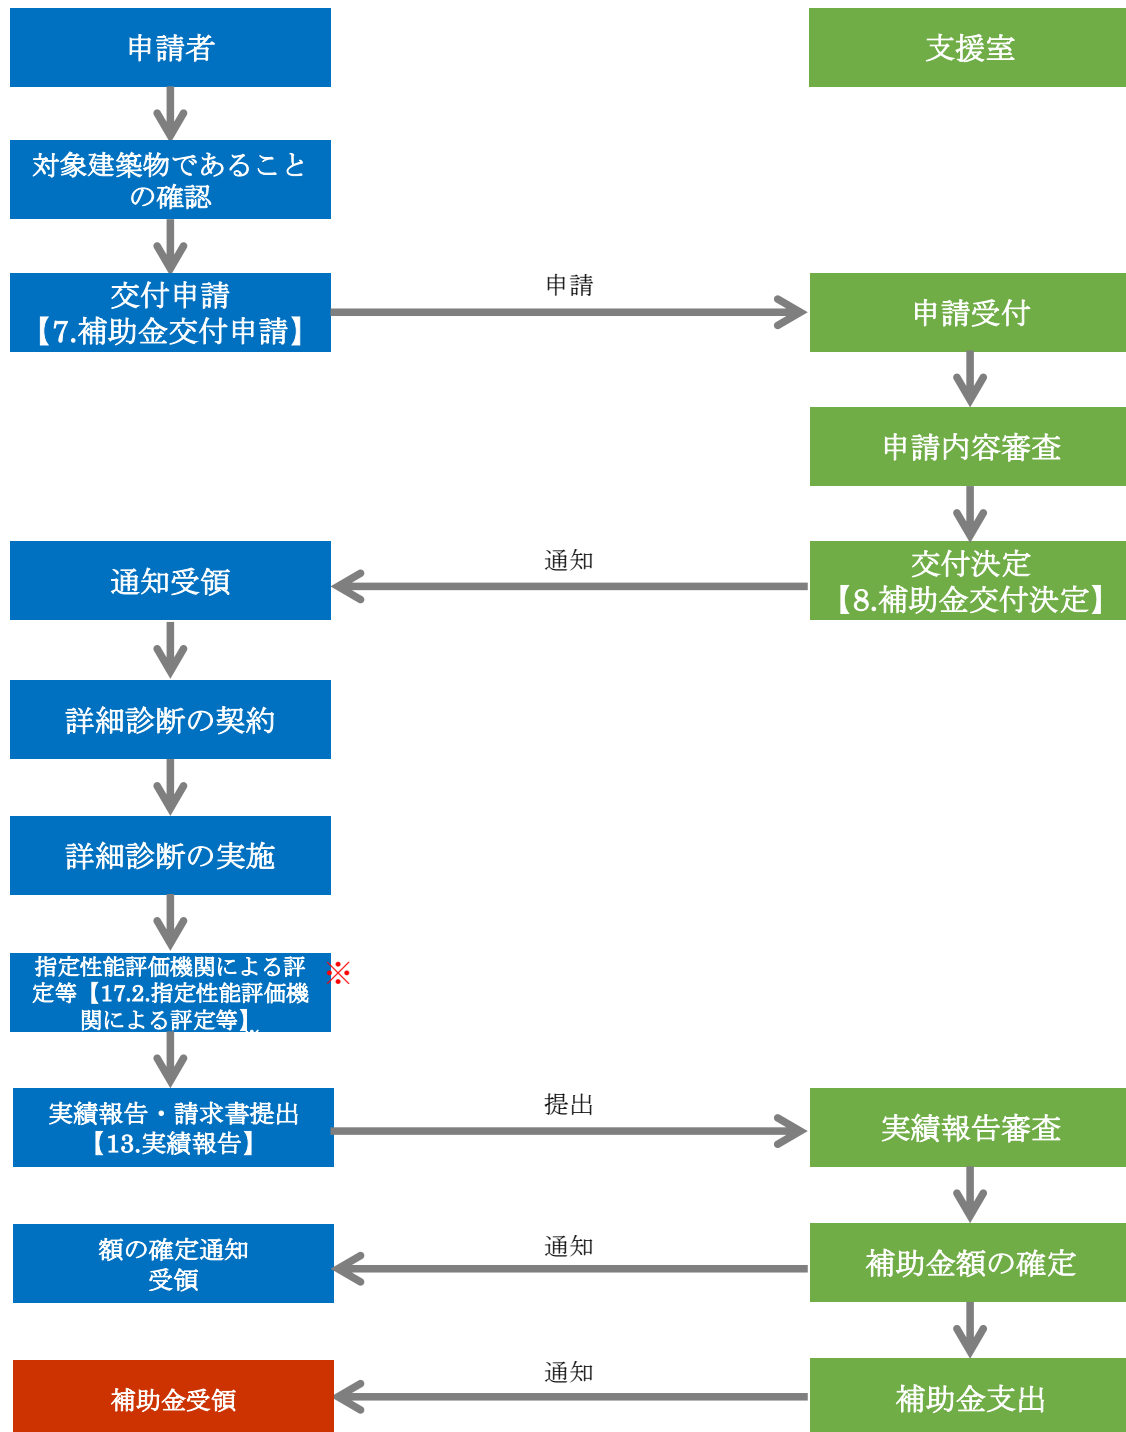 申請者
支援室
対象建築物であること
の確認
交付申請
【7.補助金交付申請】
申請
申請受付
申請内容審査
通知受領
通知
交付決定
【8.補助金交付決定】
詳細診断の契約
詳細診断の実施
指定性能評価機関による評
定等【17.2.指定性能評価機
関による評定等】
※
実績報告・請求書提出
【13.実績報告】
提出
実績報告審査
額の確定通知
受領
通知
補助金額の確定
補助金受領
通知
補助金支出